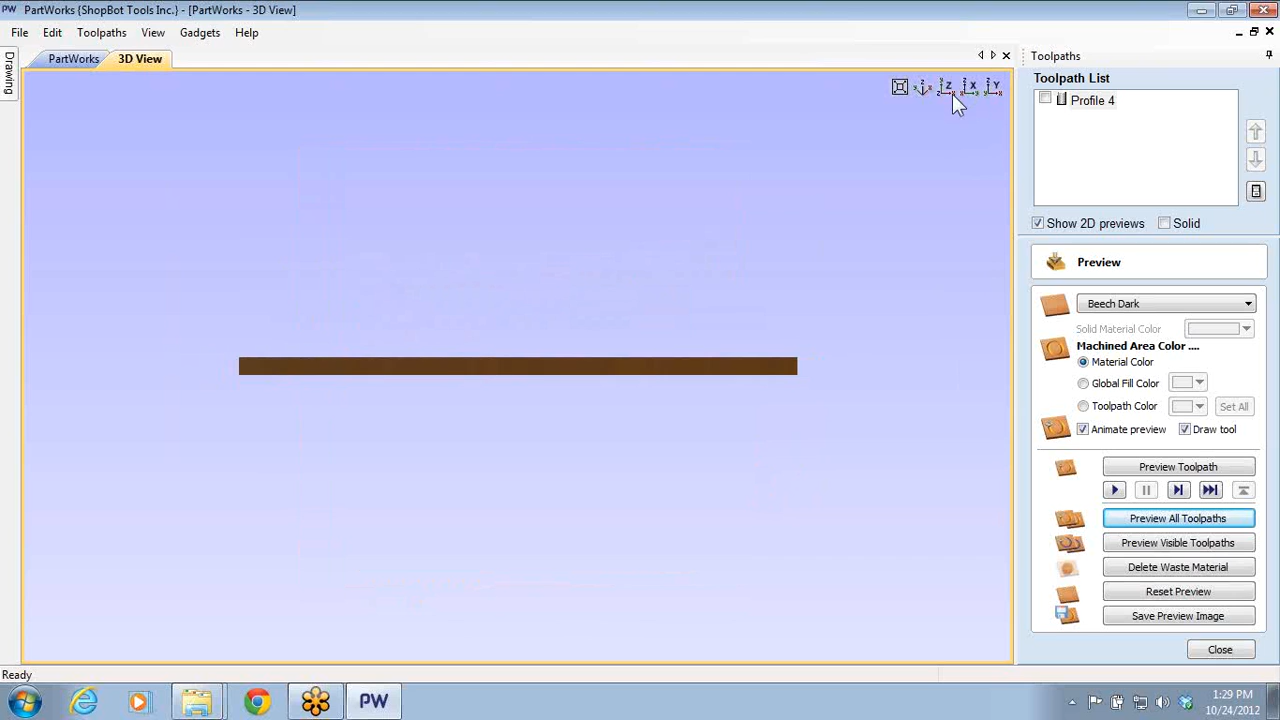 PW PartWorks {ShopBot Tools Inc.} - [PartWorks - 3D View]
File Edit Toolpaths View Gadgets Help
Drawing
PartWorks 3D View
Toolpaths
Toolpath List
Profile 4
Show 2D previews Solid
Preview
Beech Dark
Solid Material Color
Machined Area Color ....
Material Color
Global Fill Color
Toolpath Color Set All
Animate preview Draw tool
Preview Toolpath
Preview All Toolpaths
Preview Visible Toolpaths
Delete Waste Material
Reset Preview
Save Preview Image
Close
Ready
PW
1:29 PM
10/24/2012